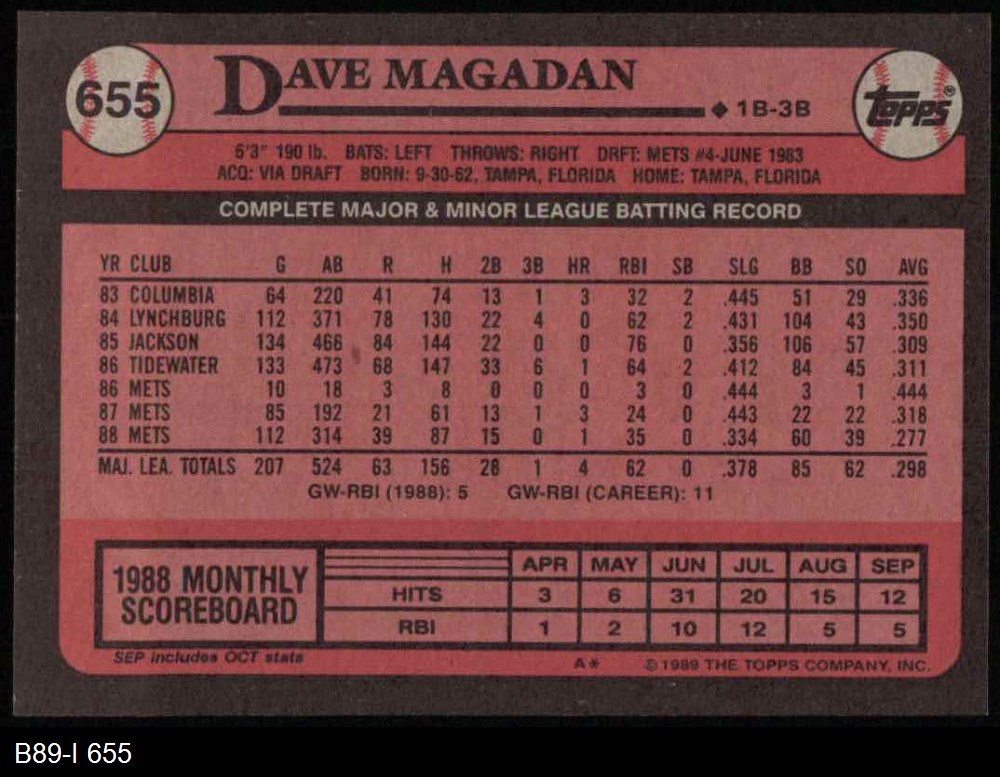 655
DAVE MAGADAN
◆ 1B-3B
TOPPS®
6'3" 190 lb. BATS: LEFT THROWS: RIGHT DRFT: METS #4-JUNE 1983
ACQ: VIA DRAFT BORN: 9-30-62, TAMPA, FLORIDA HOME: TAMPA, FLORIDA
COMPLETE MAJOR & MINOR LEAGUE BATTING RECORD
YR CLUB G AB R H 2B 3B HR RBI SB SLG BB SO AVG
83 COLUMBIA 64 220 41 74 13 1 3 32 2 .445 51 29 .336
84 LYNCHBURG 112 371 78 130 22 4 0 62 2 .431 104 43 .350
85 JACKSON 134 466 84 144 22 0 0 76 0 .356 106 57 .309
86 TIDEWATER 133 473 68 147 33 6 1 64 2 .412 84 45 .311
86 METS 10 18 3 8 0 0 0 3 0 .444 3 1 .444
87 METS 85 192 21 61 13 1 3 24 0 .443 22 22 .318
88 METS 112 314 39 87 15 0 1 35 0 .334 60 39 .277
MAJ. LEA. TOTALS 207 524 63 156 28 1 4 62 0 .378 85 62 .298
GW-RBI (1988): 5 GW-RBI (CAREER): 11
1988 MONTHLY
SCOREBOARD
APR MAY JUN JUL AUG SEP
HITS 3 6 31 20 15 12
RBI 1 2 10 12 5 5
SEP includes OCT stats
A* © 1989 THE TOPPS COMPANY, INC.
B89-I 655